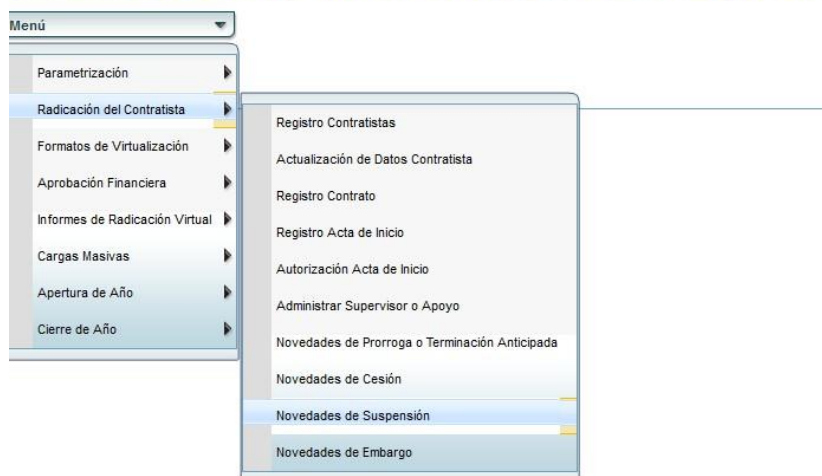 Menú
Parametrización
Radicación del Contratista
Formatos de Virtualización
Aprobación Financiera
Informes de Radicación Virtual
Cargas Masivas
Apertura de Año
Cierre de Año
Registro Contratistas
Actualización de Datos Contratista
Registro Contrato
Registro Acta de Inicio
Autorización Acta de Inicio
Administrar Supervisor o Apoyo
Novedades de Prorroga o Terminación Anticipada
Novedades de Cesión
Novedades de Suspensión
Novedades de Embargo